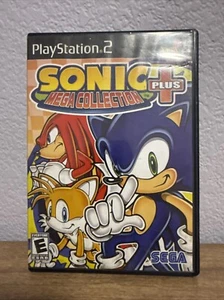 PlayStation 2
SONIC
MEGA COLLECTION
PLUS
E
SEGA